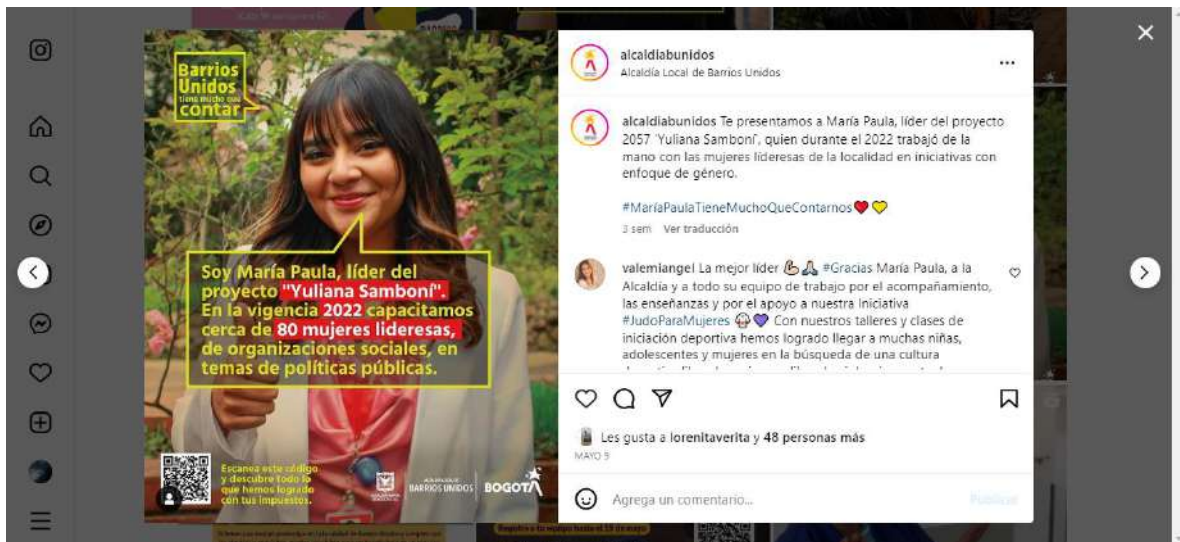 Barrios
Unidos
tiene mucho que
contar
Soy María Paula, líder del
proyecto "Yuliana Samboní".
En la vigencia 2022 capacitamos
cerca de 80 mujeres lideresas,
de organizaciones sociales, en
temas de políticas públicas.
Escanea este código
y descubre todo lo
que hemos logrado
con tus impuestos.
BARRIOS UNIDOS
BOGOTÁ
alcaldiabunidos
Alcaldía Local de Barrios Unidos
alcaldiabunidos Te presentamos a María Paula, líder del proyecto
2057 'Yuliana Samboní', quien durante el 2022 trabajó de la
mano con las mujeres líderesas de la localidad en iniciativas con
enfoque de género.
#MaríaPaulaTieneMuchoQueContarnos❤️💛
3 sem Ver traducción
valemiangel La mejor líder 💪🙏 #Gracias María Paula, a la
Alcaldía y a todo su equipo de trabajo por el acompañamiento,
las enseñanzas y por el apoyo a nuestra Iniciativa
#JudoParaMujeres 🥋💜 Con nuestros talleres y clases de
iniciación deportiva hemos logrado llegar a muchas niñas,
adolescentes y mujeres en la búsqueda de una cultura
Les gusta a lorenitaverita y 48 personas más
MAYO 9
Agrega un comentario...
Publicar